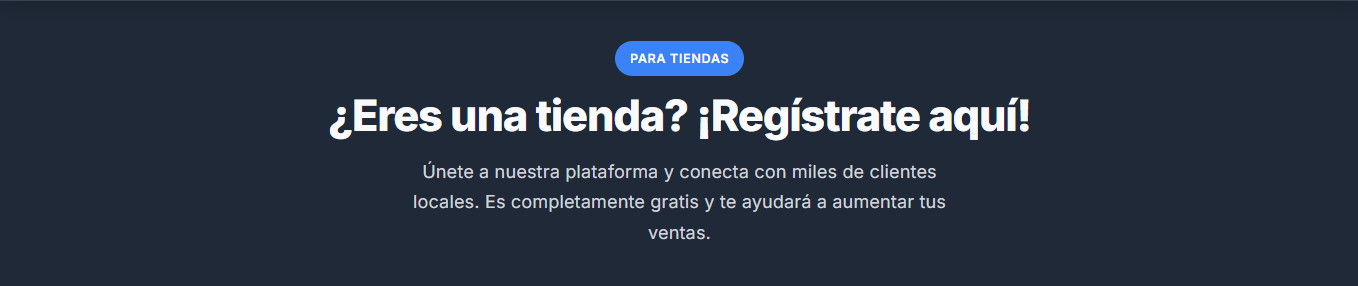 PARA TIENDAS
¿Eres una tienda? ¡Regístrate aquí!
Únete a nuestra plataforma y conecta con miles de clientes
locales. Es completamente gratis y te ayudará a aumentar tus
ventas.